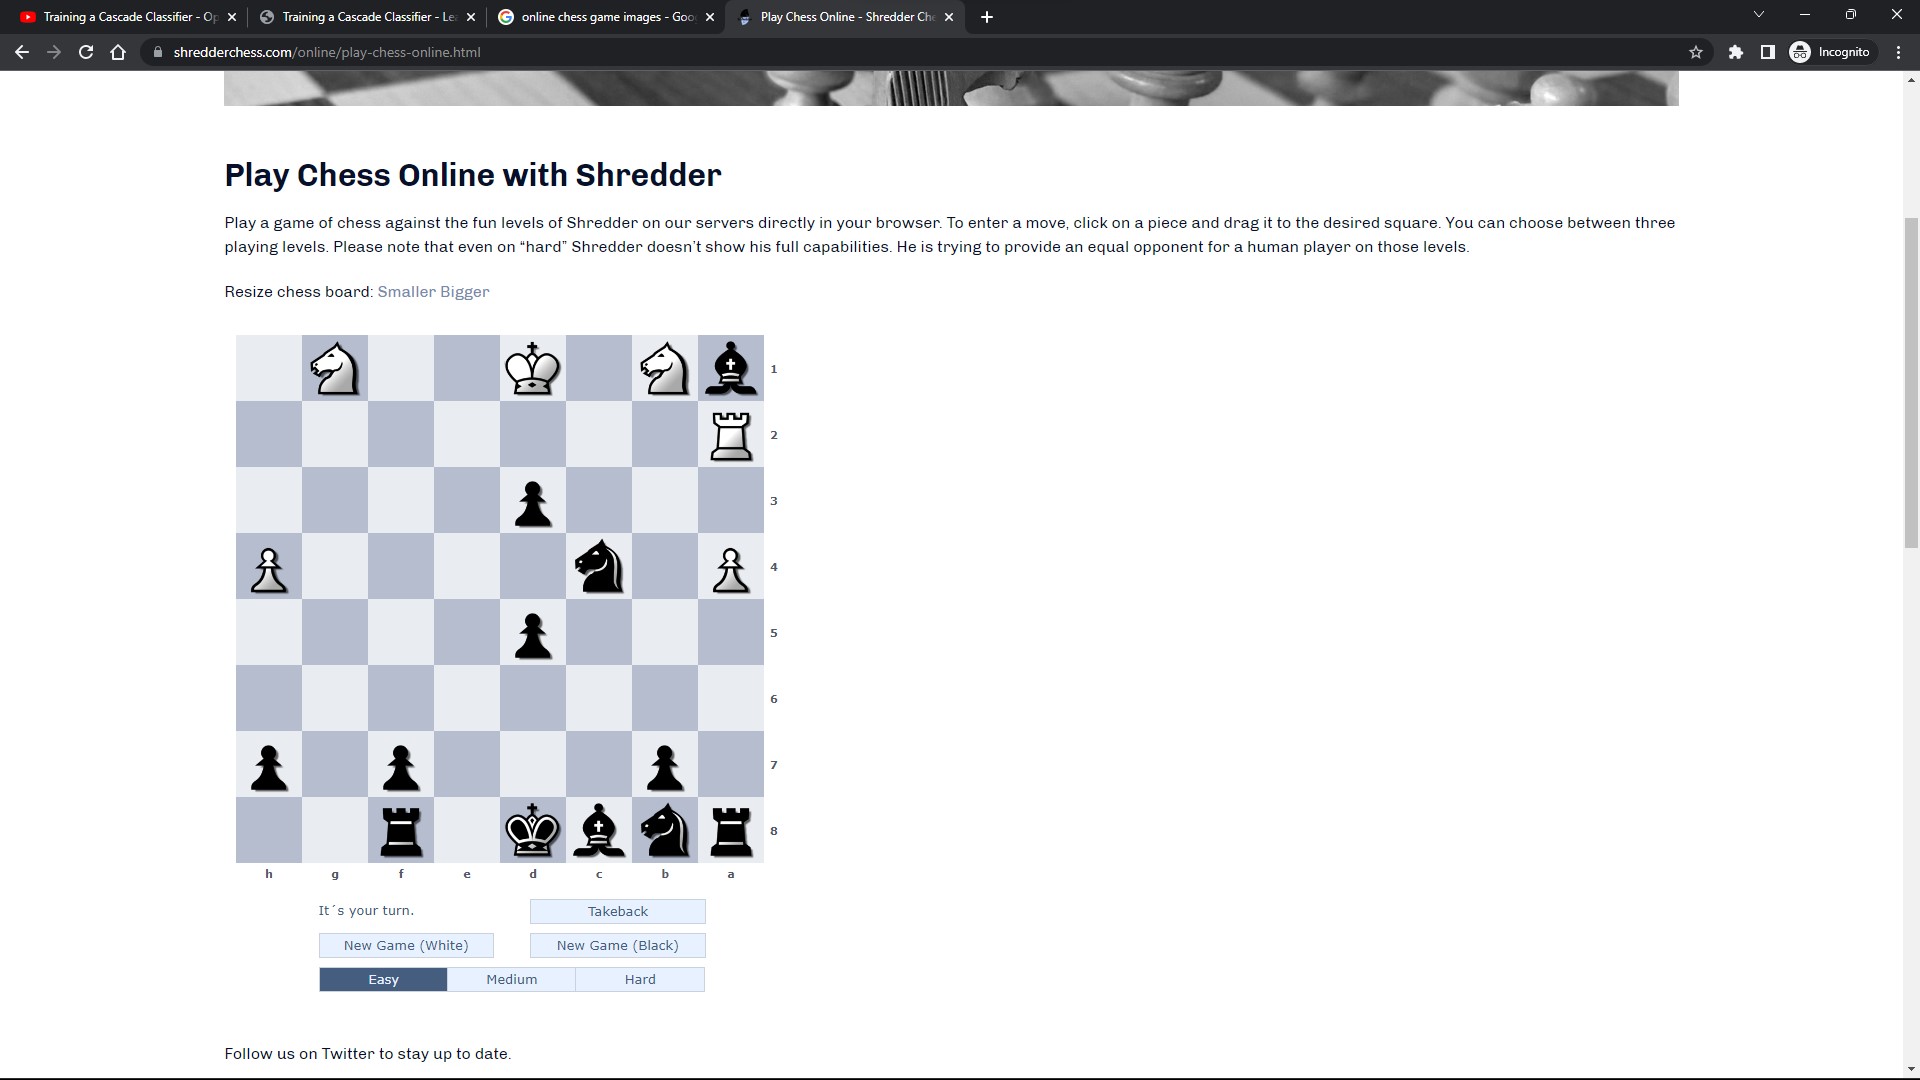 Training a Cascade Classifier - Op
Training a Cascade Classifier - Le
online chess game images - Goo
Play Chess Online - Shredder Che
shredderchess.com/online/play-chess-online.html
Incognito
Play Chess Online with Shredder
Play a game of chess against the fun levels of Shredder on our servers directly in your browser. To enter a move, click on a piece and drag it to the desired square. You can choose between three
playing levels. Please note that even on “hard” Shredder doesn’t show his full capabilities. He is trying to provide an equal opponent for a human player on those levels.
Resize chess board: Smaller Bigger
1
2
3
4
5
6
7
8
h g f e d c b a
It´s your turn.
Takeback
New Game (White)
New Game (Black)
Easy
Medium
Hard
Follow us on Twitter to stay up to date.